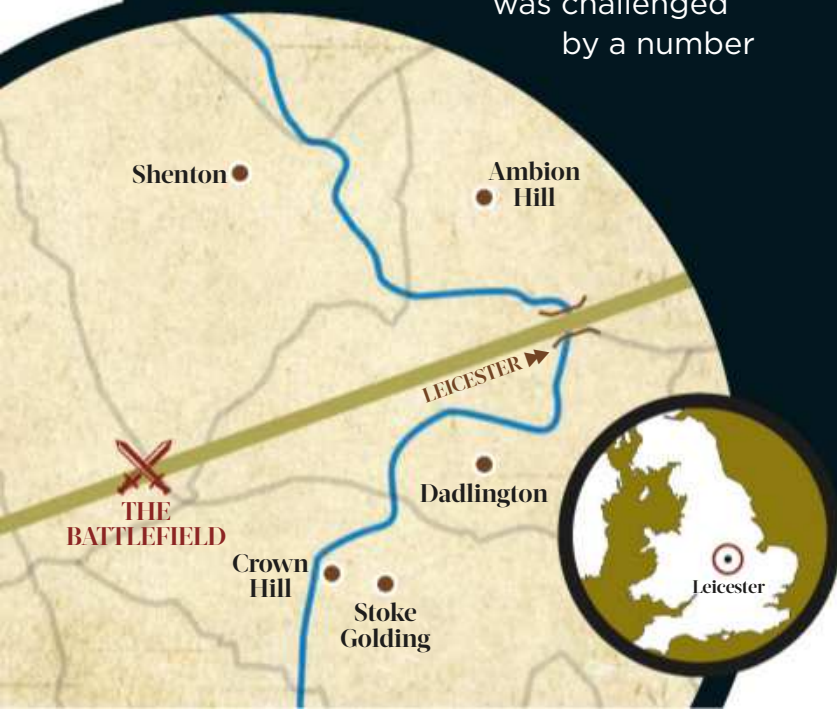 was challenged
by a number
Shenton
Ambion
Hill
LEICESTER
THE
BATTLEFIELD
Dadlington
Crown
Hill
Stoke
Golding
Leicester